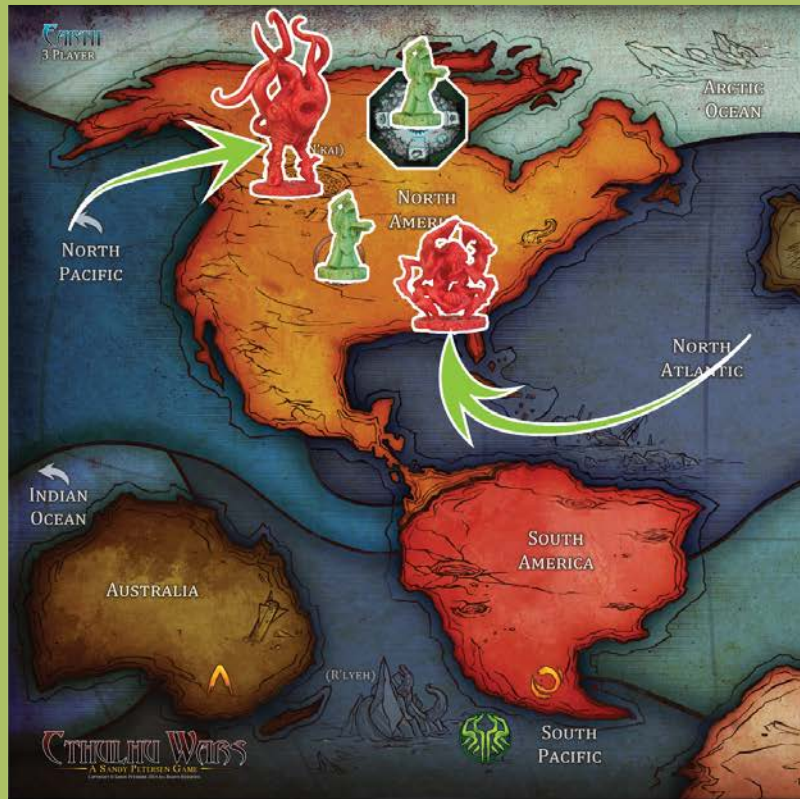 EARTH
3 PLAYER
ARCTIC
OCEAN
NORTH
NORTH
PACIFIC
NORTH
ATLANTIC
INDIAN
OCEAN
SOUTH
AMERICA
AUSTRALIA
(R'LYEH)
SOUTH
PACIFIC
CTHULHU WARS
A SANDY PETERSEN GAME